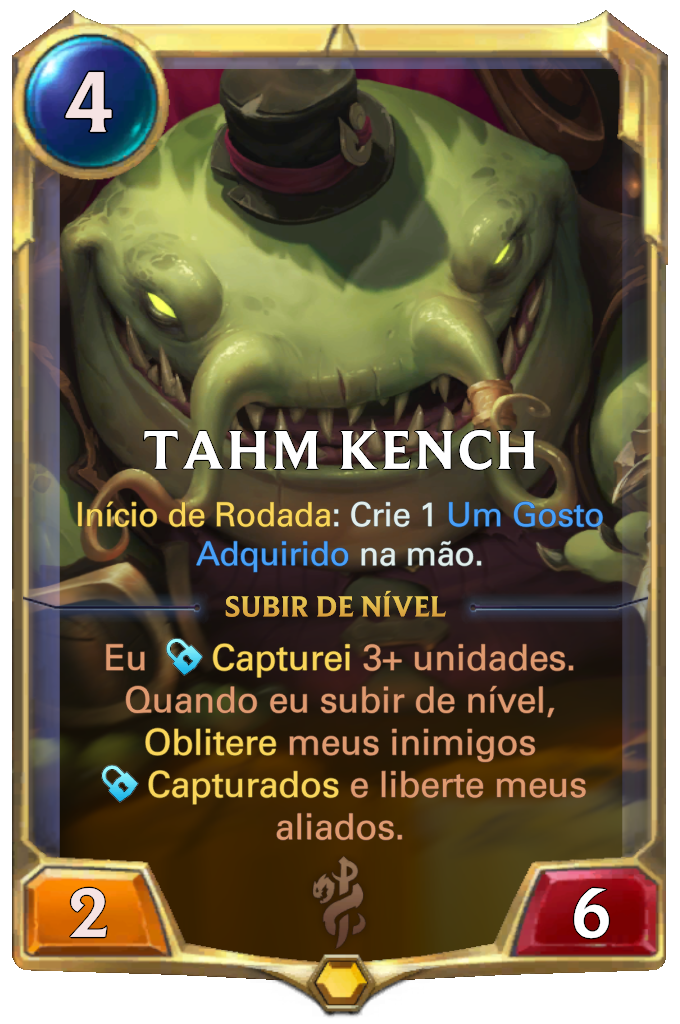 4
TAHM KENCH
Início de Rodada: Crie 1 Um Gosto
Adquirido na mão.
SUBIR DE NÍVEL
Eu Capturei 3+ unidades.
Quando eu subir de nível,
Oblitere meus inimigos
Capturados e liberte meus
aliados.
2
6